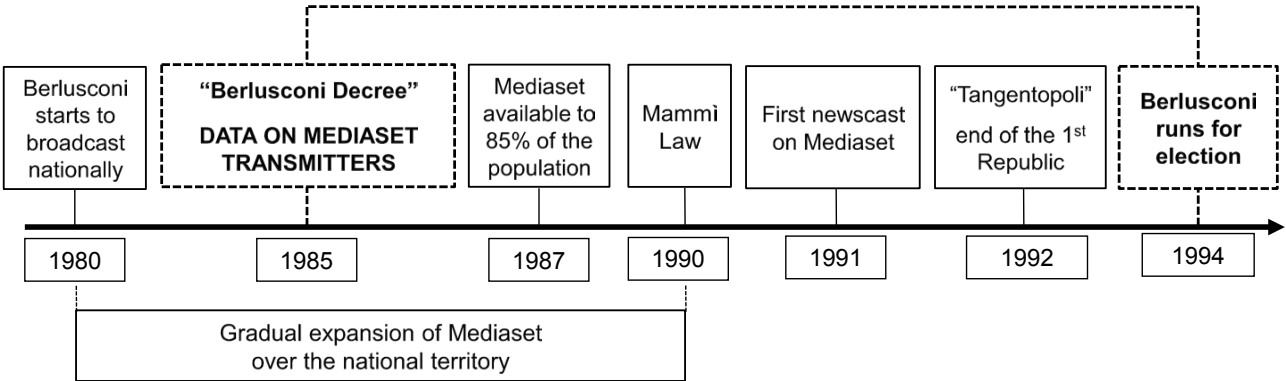 Berlusconi
starts to
broadcast
nationally
“Berlusconi Decree”
DATA ON MEDIASET
TRANSMITTERS
Mediaset
available to
85% of the
population
Mammì
Law
First newscast
on Mediaset
“Tangentopoli”
end of the 1st
Republic
Berlusconi
runs for
election
1980
1985
1987
1990
1991
1992
1994
Gradual expansion of Mediaset
over the national territory